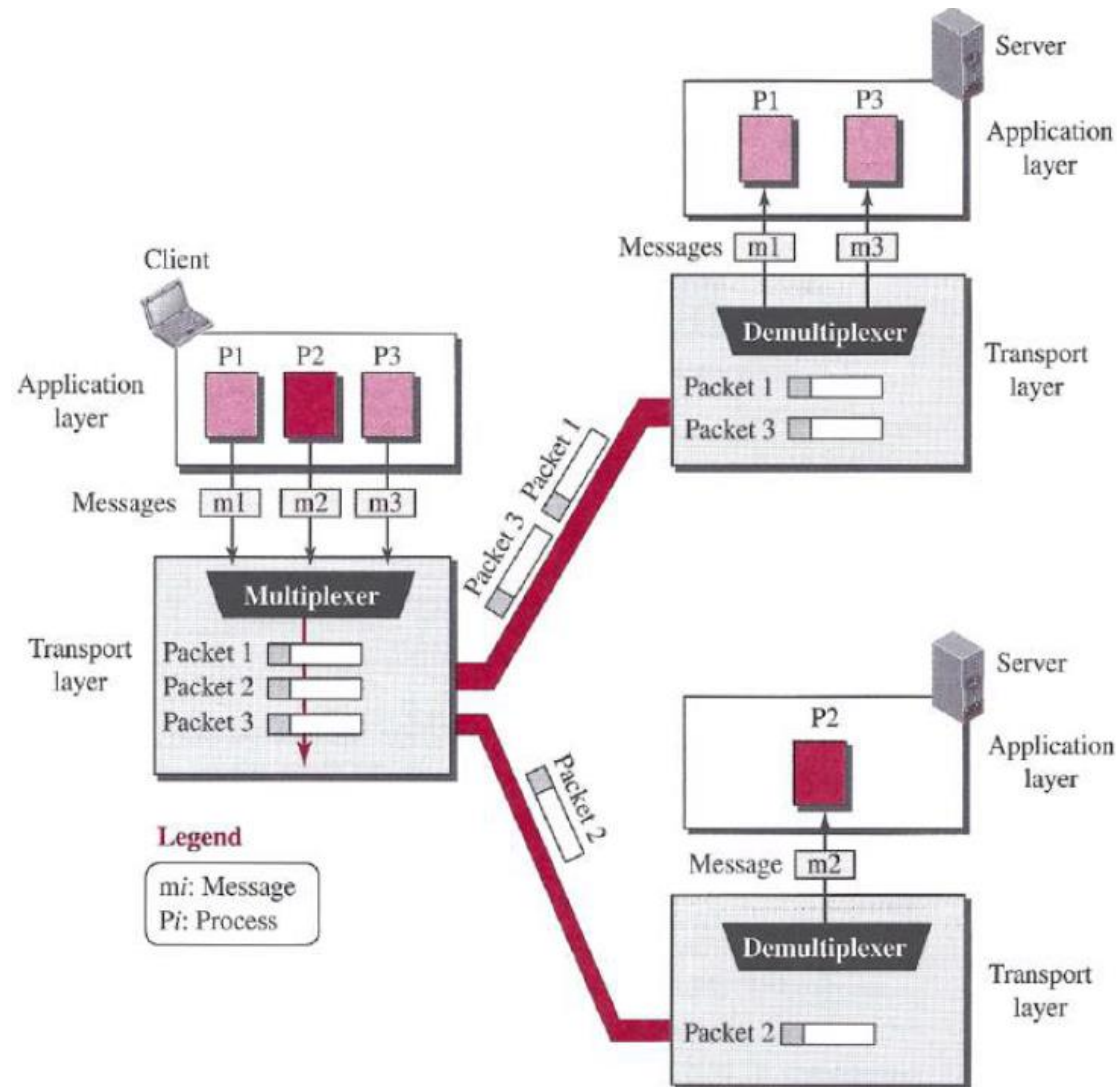 Server
P1 P3
Application
layer
Messages m1 m3
Demultiplexer
Transport
layer
Packet 1
Packet 3
Client
P1 P2 P3
Application
layer
Messages m1 m2 m3
Multiplexer
Transport
layer
Packet 1
Packet 2
Packet 3
Packet 1
Packet 3
Packet 2
Server
P2
Application
layer
Message m2
Demultiplexer
Transport
layer
Packet 2
Legend
mi: Message
Pi: Process